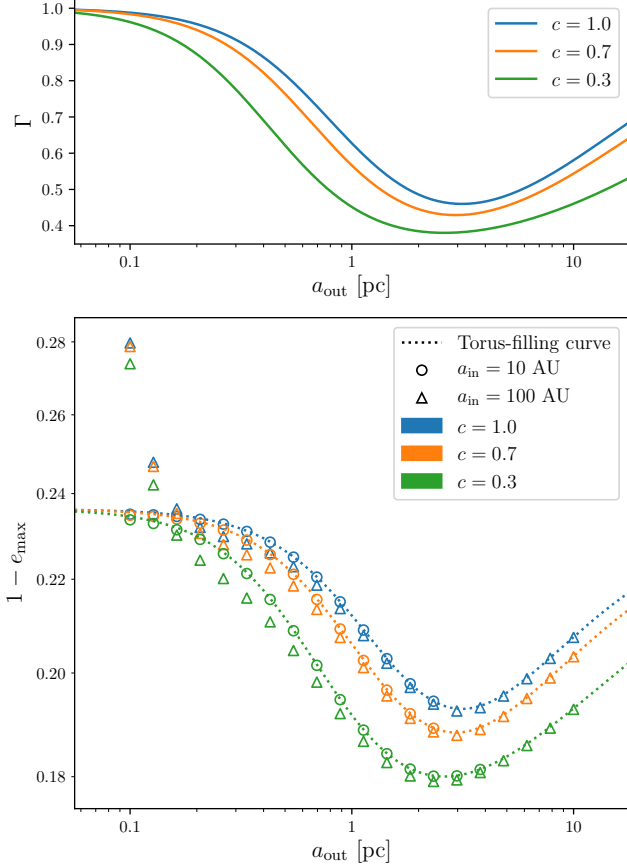 1.0
0.9
0.8
0.7
0.6
0.5
0.4
Γ
c = 1.0
c = 0.7
c = 0.3
0.1 1 10
a_out [pc]
0.28
0.26
0.24
0.22
0.20
0.18
1 − e_max
Torus-filling curve
a_in = 10 AU
a_in = 100 AU
c = 1.0
c = 0.7
c = 0.3
0.1 1 10
a_out [pc]